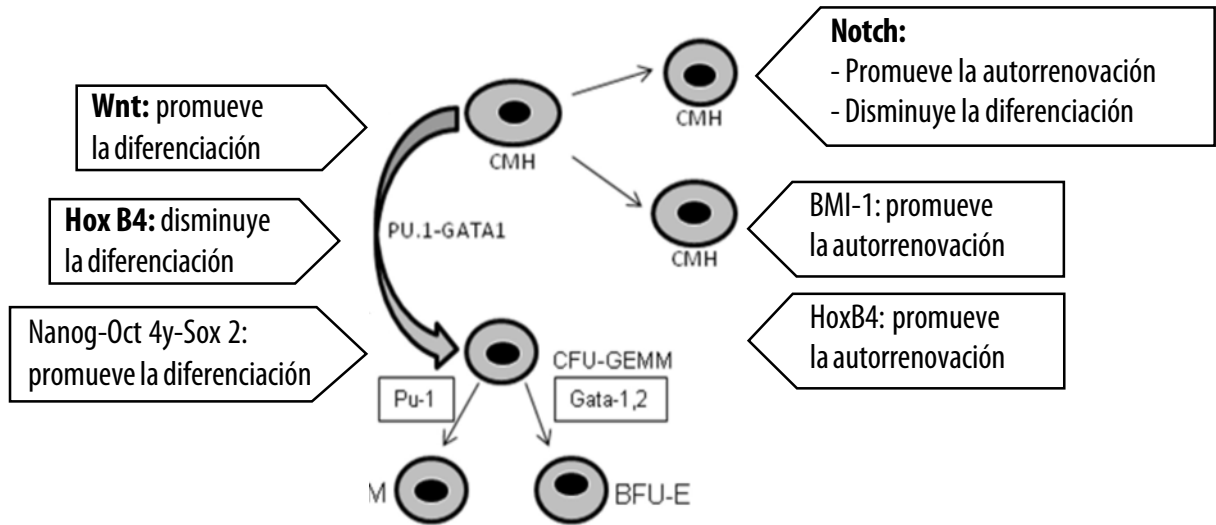 Notch:
- Promueve la autorrenovación
- Disminuye la diferenciación
Wnt: promueve
la diferenciación
CMH
CMH
Hox B4: disminuye
la diferenciación
PU.1-GATA1
CMH
BMI-1: promueve
la autorrenovación
Nanog-Oct 4y-Sox 2:
promueve la diferenciación
HoxB4: promueve
la autorrenovación
CFU-GEMM
Pu-1
Gata-1,2
M
BFU-E